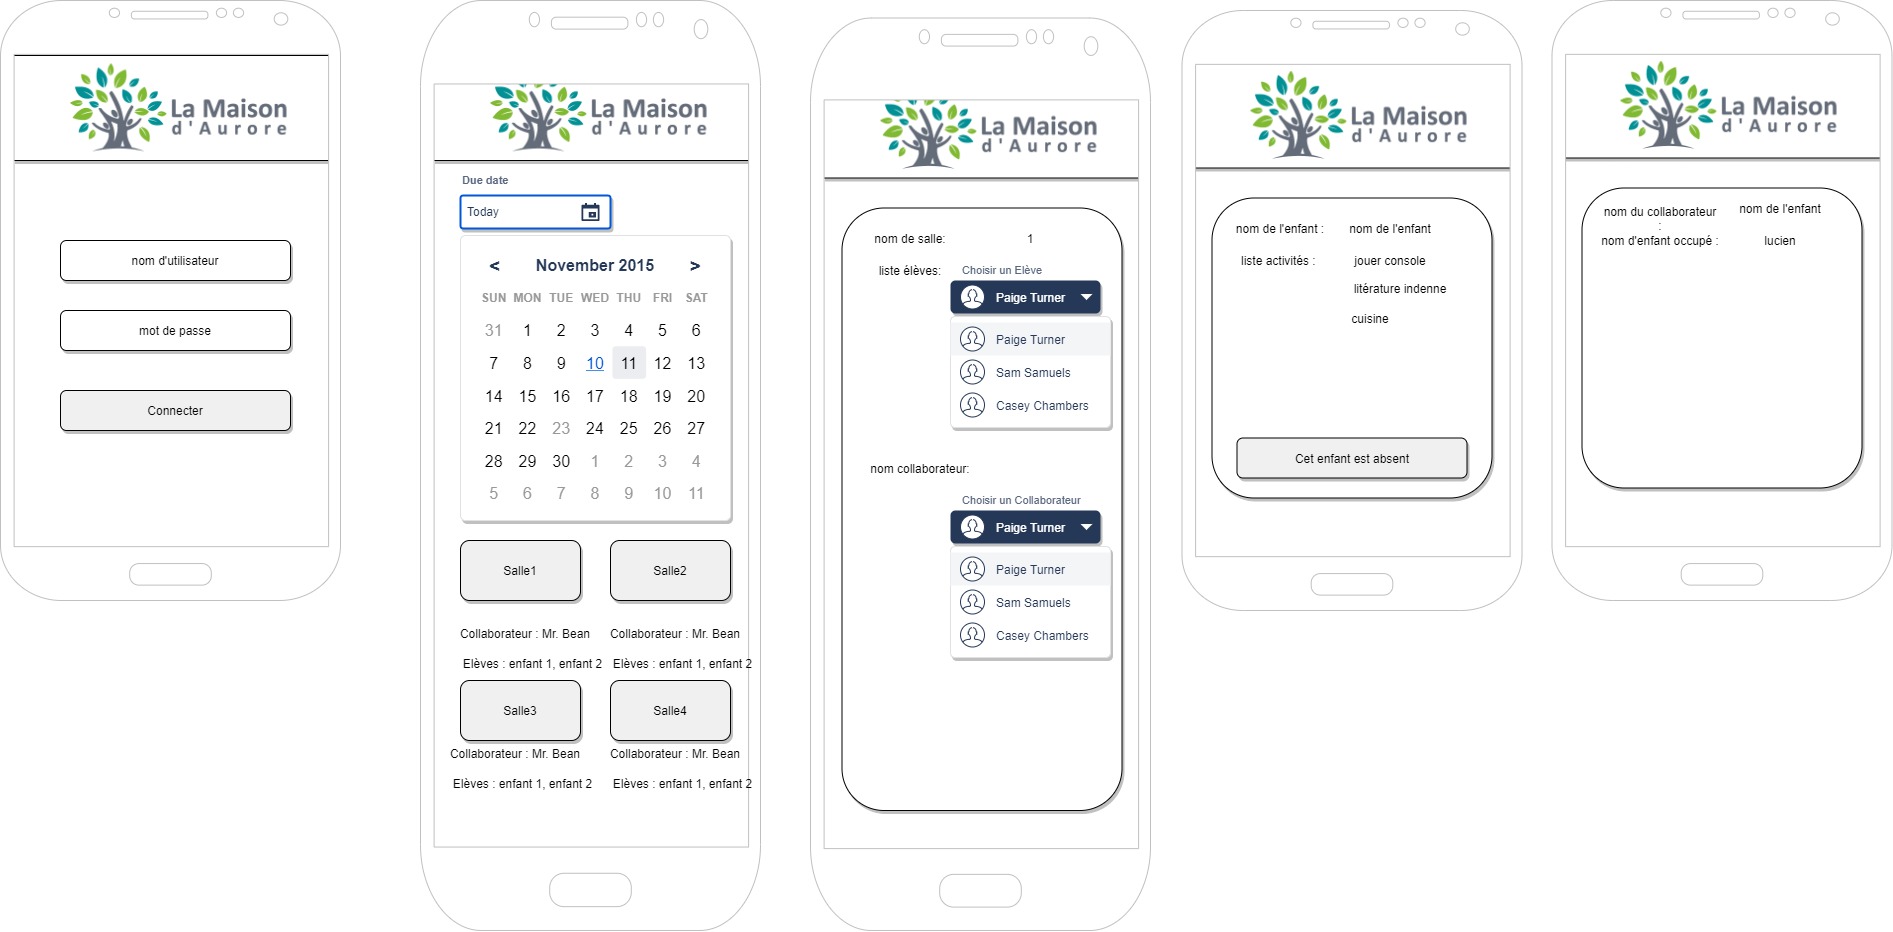 La Maison
d'Aurore
nom d'utilisateur
mot de passe
Connecter
La Maison
d'Aurore
Due date
Today
< November 2015 >
SUN MON TUE WED THU FRI SAT
31 1 2 3 4 5 6
7 8 9 10 11 12 13
14 15 16 17 18 19 20
21 22 23 24 25 26 27
28 29 30 1 2 3 4
5 6 7 8 9 10 11
Salle1 Salle2
Collaborateur : Mr. Bean Collaborateur : Mr. Bean
Elèves : enfant 1, enfant 2 Elèves : enfant 1, enfant 2
Salle3 Salle4
Collaborateur : Mr. Bean Collaborateur : Mr. Bean
Elèves : enfant 1, enfant 2 Elèves : enfant 1, enfant 2
La Maison
d'Aurore
nom de salle: 1
liste élèves: Choisir un Elève
Paige Turner
Paige Turner
Sam Samuels
Casey Chambers
nom collaborateur:
Choisir un Collaborateur
Paige Turner
Paige Turner
Sam Samuels
Casey Chambers
La Maison
d'Aurore
nom de l'enfant : nom de l'enfant
liste activités : jouer console
litérature indenne
cuisine
Cet enfant est absent
La Maison
d'Aurore
nom du collaborateur nom de l'enfant
:
nom d'enfant occupé : lucien